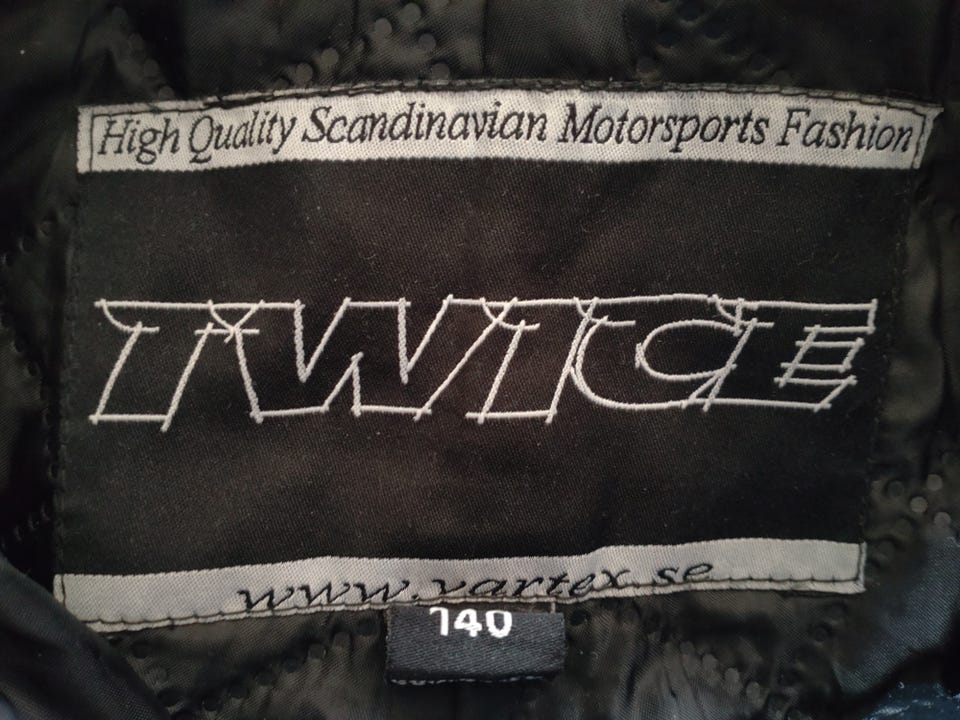 High Quality Scandinavian Motorsports Fashion
TWICE
www.vartex.se
140